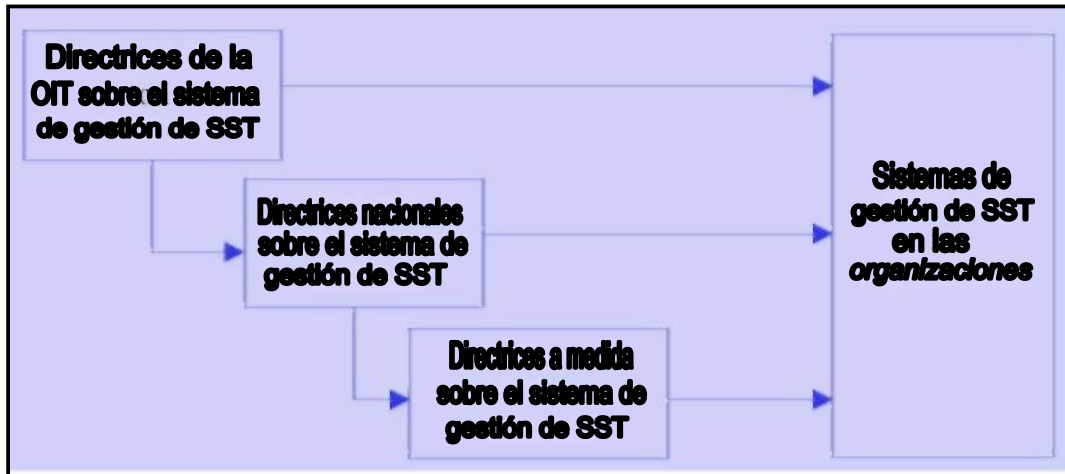 Directrices de la
OIT sobre el sistema
de gestión de SST
Directrices nacionales
sobre el sistema de
gestión de SST
Directrices a medida
sobre el sistema de
gestión de SST
Sistemas de
gestión de SST
en las
organizaciones